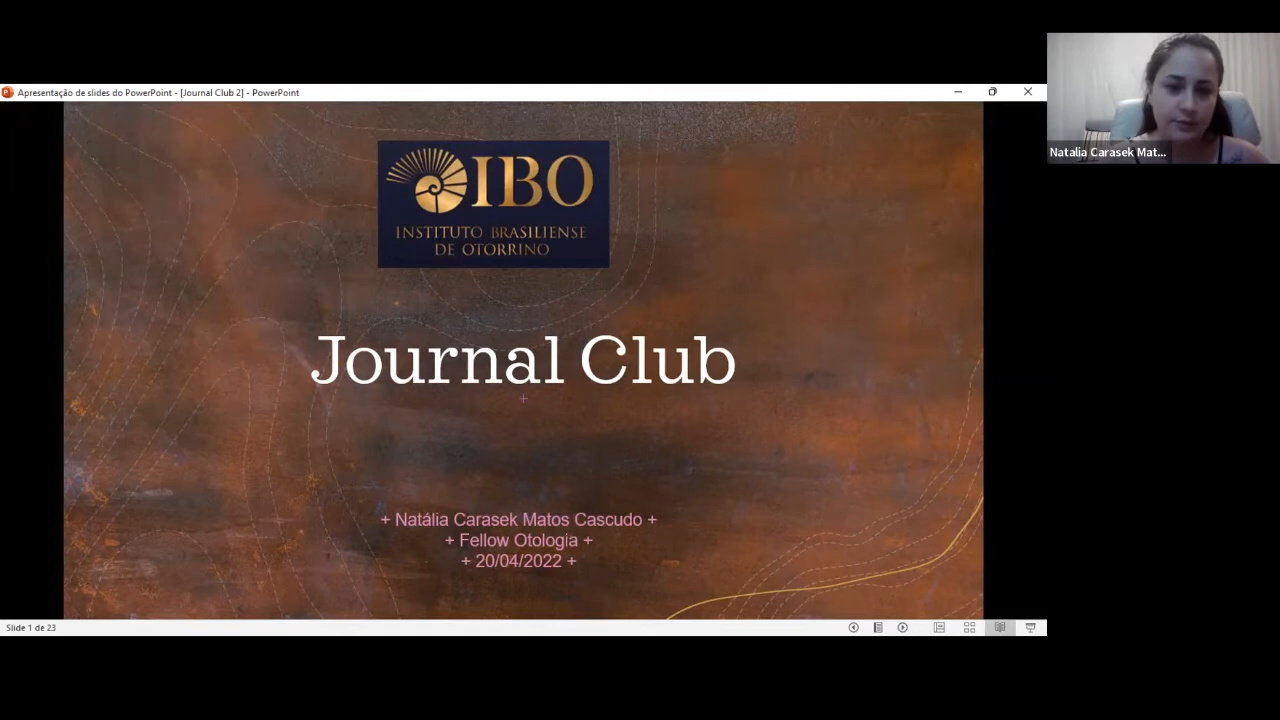 Apresentação de slides do PowerPoint - [Journal Club 2] - PowerPoint
IBO
INSTITUTO BRASILIENSE
DE OTORRINO
Journal Club
+ Natália Carasek Matos Cascudo +
+ Fellow Otologia +
+ 20/04/2022 +
Slide 1 de 23
Natalia Carasek Mat...